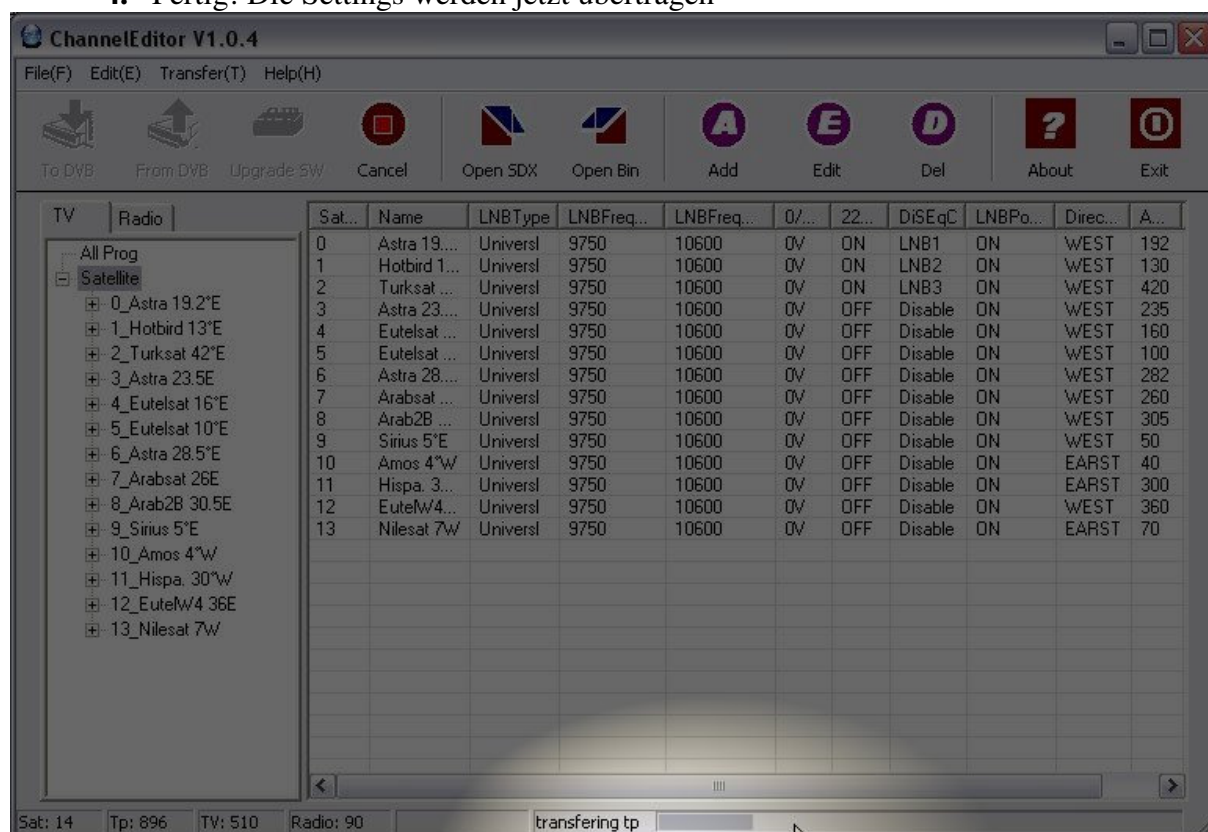 4. Fertig! Die Settings werden jetzt übertragen
ChannelEditor V1.0.4
File(F) Edit(E) Transfer(T) Help(H)
To DVB From DVB Upgrade SW Cancel Open SDX Open Bin Add Edit Del About Exit
TV Radio
All Prog
Satellite
0_Astra 19.2°E
1_Hotbird 13°E
2_Turksat 42°E
3_Astra 23.5E
4_Eutelsat 16°E
5_Eutelsat 10°E
6_Astra 28.5°E
7_Arabsat 26E
8_Arab2B 30.5E
9_Sirius 5°E
10_Amos 4°W
11_Hispa. 30°W
12_EutelW4 36E
13_Nilesat 7W
Sat... Name LNBType LNBFreq... LNBFreq... 0/... 22... DiSEqC LNBPo... Direc... A...
0 Astra 19.... Universl 9750 10600 0V ON LNB1 ON WEST 192
1 Hotbird 1... Universl 9750 10600 0V ON LNB2 ON WEST 130
2 Turksat ... Universl 9750 10600 0V ON LNB3 ON WEST 420
3 Astra 23.... Universl 9750 10600 0V OFF Disable ON WEST 235
4 Eutelsat ... Universl 9750 10600 0V OFF Disable ON WEST 160
5 Eutelsat ... Universl 9750 10600 0V OFF Disable ON WEST 100
6 Astra 28.... Universl 9750 10600 0V OFF Disable ON WEST 282
7 Arabsat ... Universl 9750 10600 0V OFF Disable ON WEST 260
8 Arab2B ... Universl 9750 10600 0V OFF Disable ON WEST 305
9 Sirius 5°E Universl 9750 10600 0V OFF Disable ON WEST 50
10 Amos 4°W Universl 9750 10600 0V OFF Disable ON EARST 40
11 Hispa. 3... Universl 9750 10600 0V OFF Disable ON EARST 300
12 EutelW4... Universl 9750 10600 0V OFF Disable ON WEST 360
13 Nilesat 7W Universl 9750 10600 0V OFF Disable ON EARST 70
Sat: 14 Tp: 896 TV: 510 Radio: 90 transfering tp